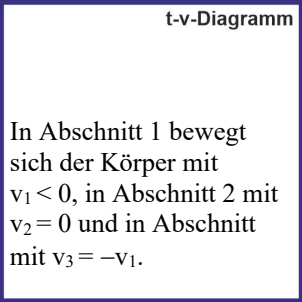 t-v-Diagramm
In Abschnitt 1 bewegt
sich der Körper mit
v₁ < 0, in Abschnitt 2 mit
v₂ = 0 und in Abschnitt
mit v₃ = –v₁.